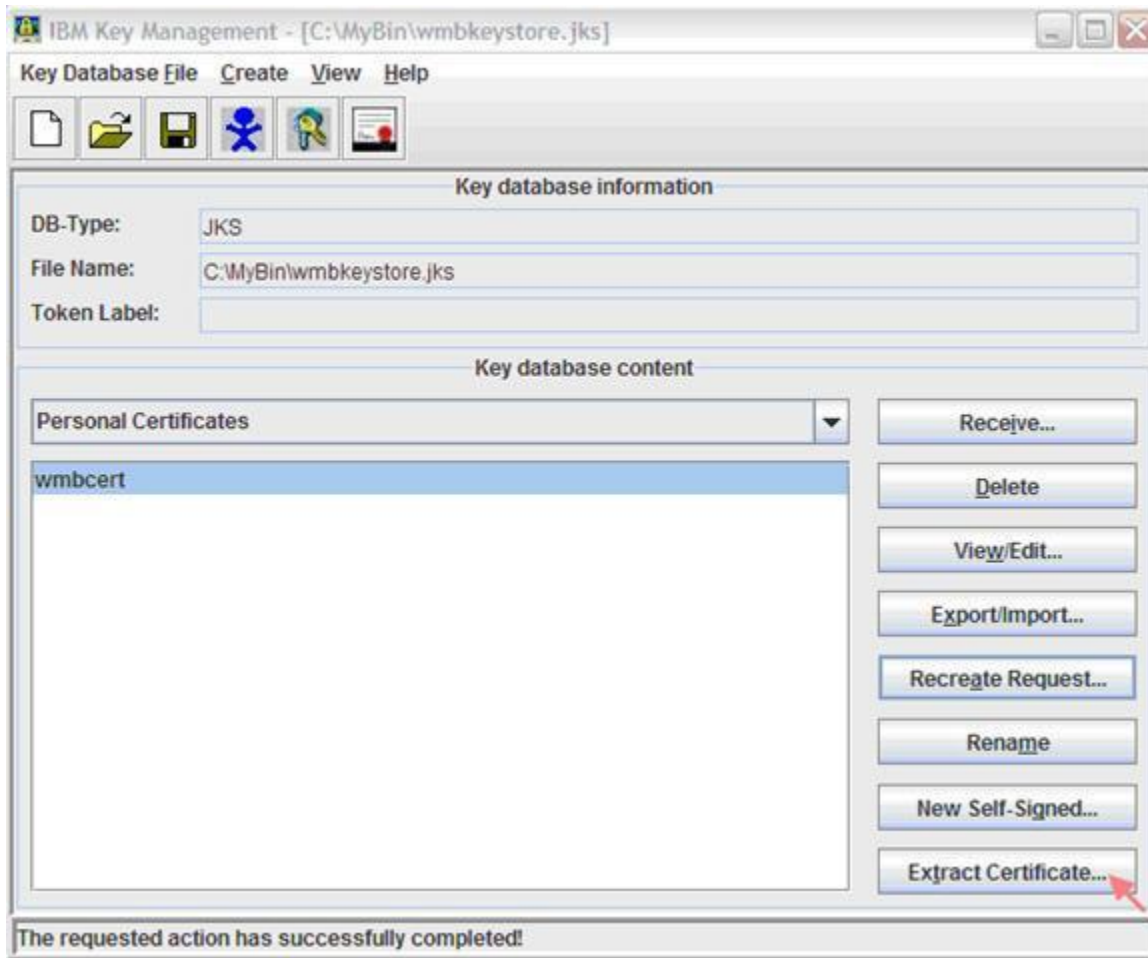 IBM Key Management - [C:\MyBin\wmbkeystore.jks]
Key Database File Create View Help
Key database information
DB-Type: JKS
File Name: C:\MyBin\wmbkeystore.jks
Token Label:
Key database content
Personal Certificates
Receive...
wmbcert
Delete
View/Edit...
Export/Import...
Recreate Request...
Rename
New Self-Signed...
Extract Certificate...
The requested action has successfully completed!